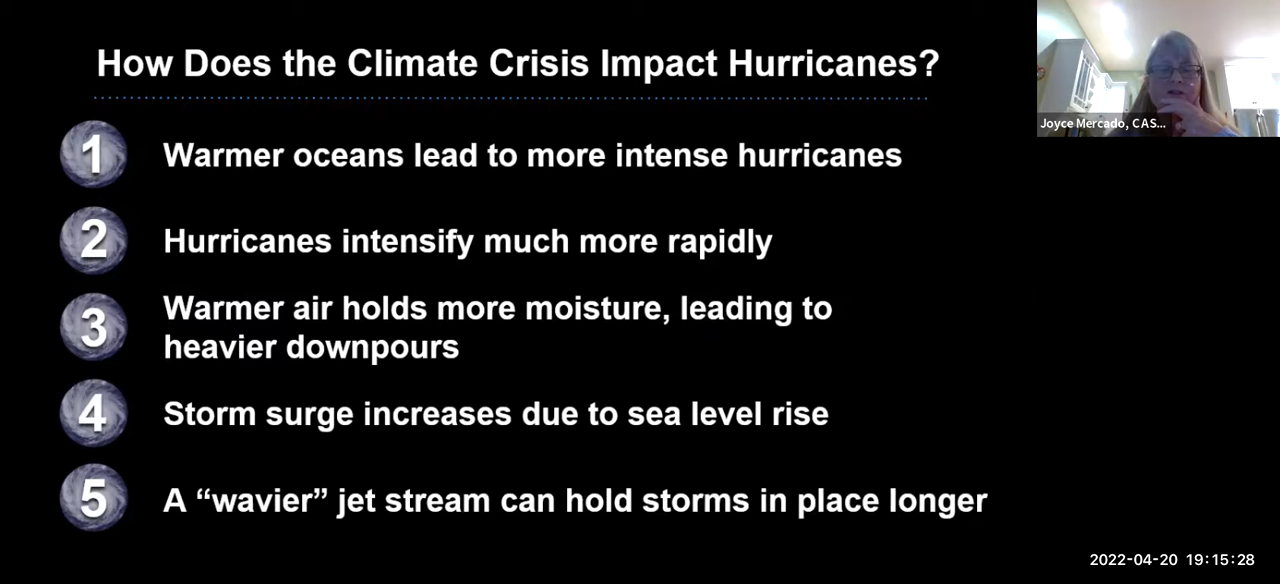 How Does the Climate Crisis Impact Hurricanes?
1 Warmer oceans lead to more intense hurricanes
2 Hurricanes intensify much more rapidly
3 Warmer air holds more moisture, leading to
heavier downpours
4 Storm surge increases due to sea level rise
5 A “wavier” jet stream can hold storms in place longer
Joyce Mercado, CAS...
2022-04-20 19:15:28